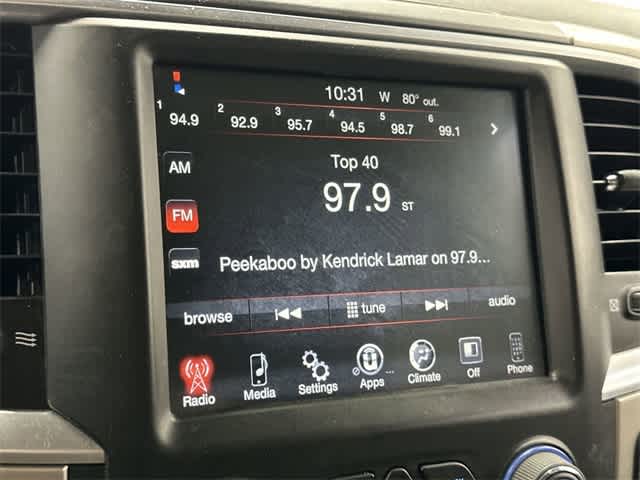 10:31 W 80° out.
1 94.9 2 92.9 3 95.7 4 94.5 5 98.7 6 99.1
Top 40
AM
97.9 ST
FM
sxm
Peekaboo by Kendrick Lamar on 97.9...
browse tune audio
Radio Media Settings Apps Climate Off Phone